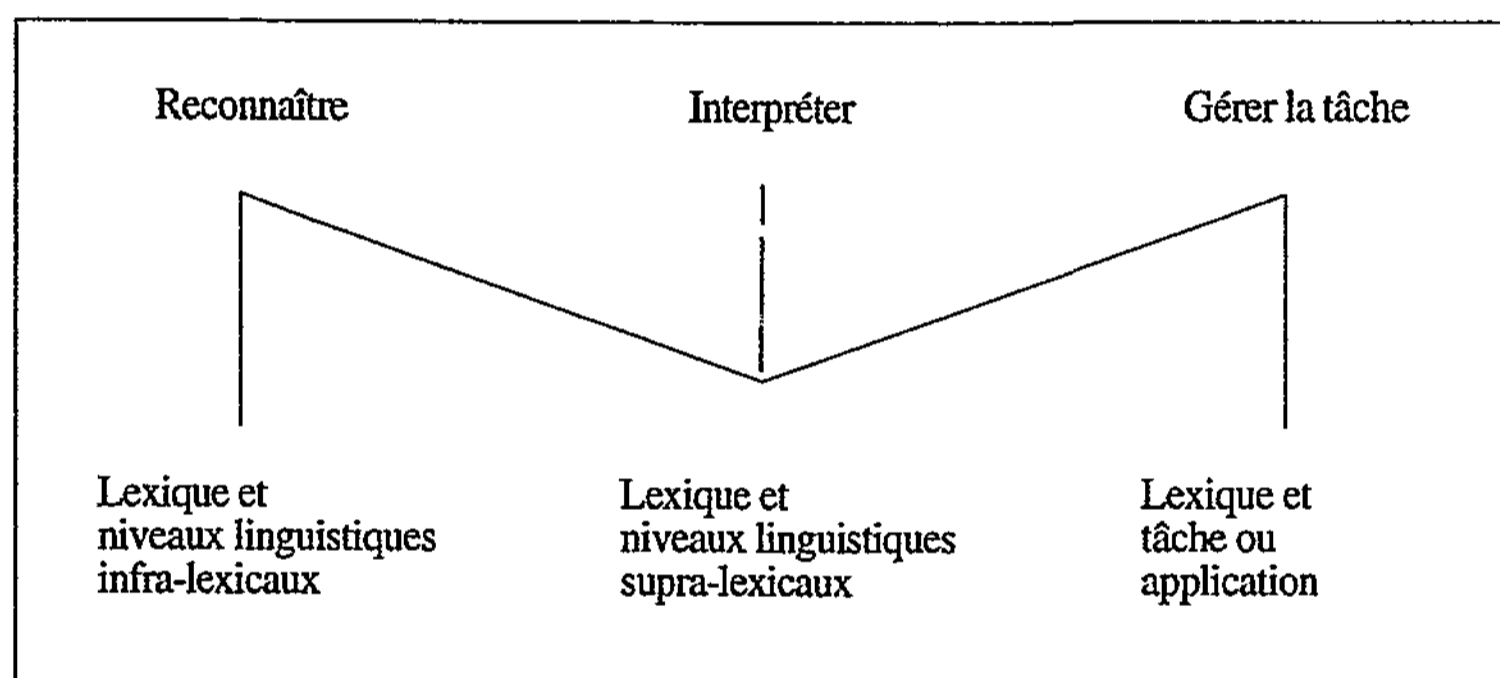 Reconnaître
Interpréter
Gérer la tâche
Lexique et
niveaux linguistiques
infra-lexicaux
Lexique et
niveaux linguistiques
supra-lexicaux
Lexique et
tâche ou
application